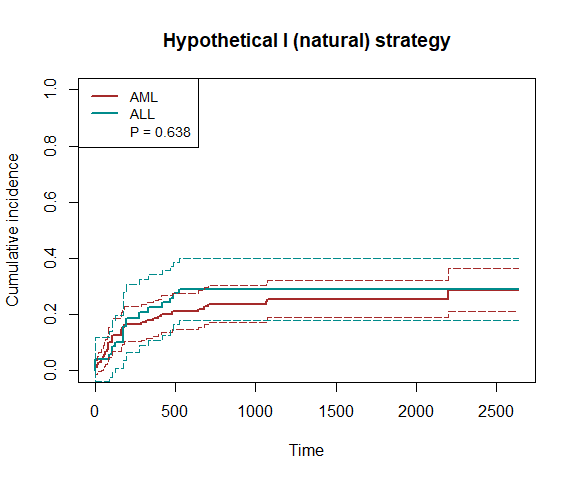 Hypothetical I (natural) strategy
AML
ALL
P = 0.638
Cumulative incidence
1.0
0.8
0.6
0.4
0.2
0.0
0 500 1000 1500 2000 2500
Time